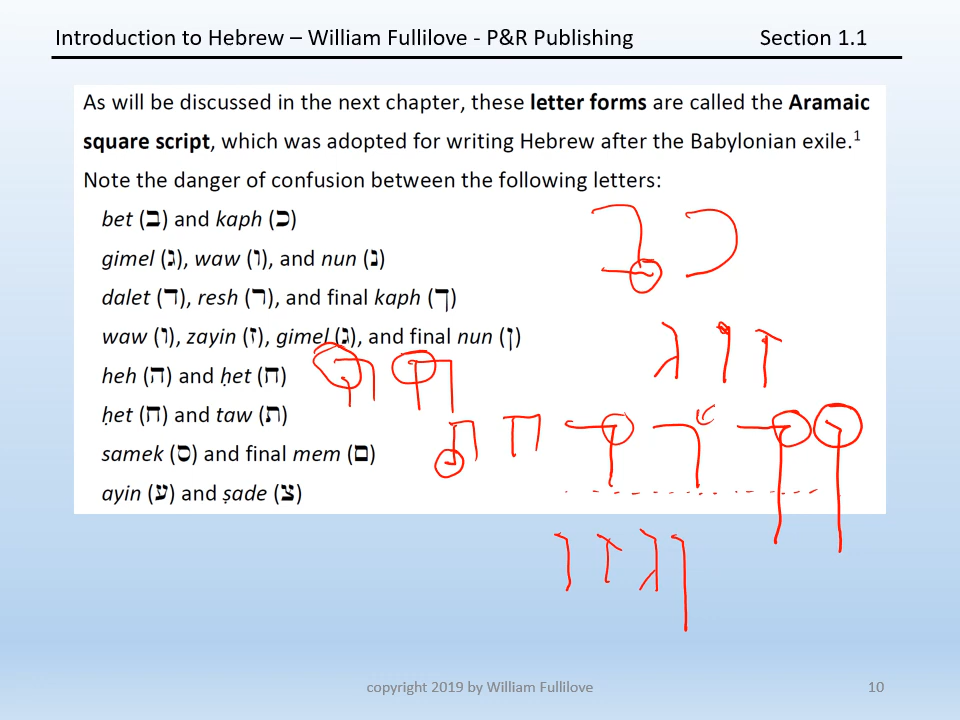 Introduction to Hebrew – William Fullilove - P&R Publishing Section 1.1
As will be discussed in the next chapter, these letter forms are called the Aramaic
square script, which was adopted for writing Hebrew after the Babylonian exile.1
Note the danger of confusion between the following letters:
bet (ב) and kaph (כ)
gimel (ג), waw (ו), and nun (נ)
dalet (ד), resh (ר), and final kaph (ך)
waw (ו), zayin (ז), gimel (ג), and final nun (ן)
heh (ה) and ḥet (ח)
ḥet (ח) and taw (ת)
samek (ס) and final mem (ם)
ayin (ע) and ṣade (צ)
copyright 2019 by William Fullilove 10